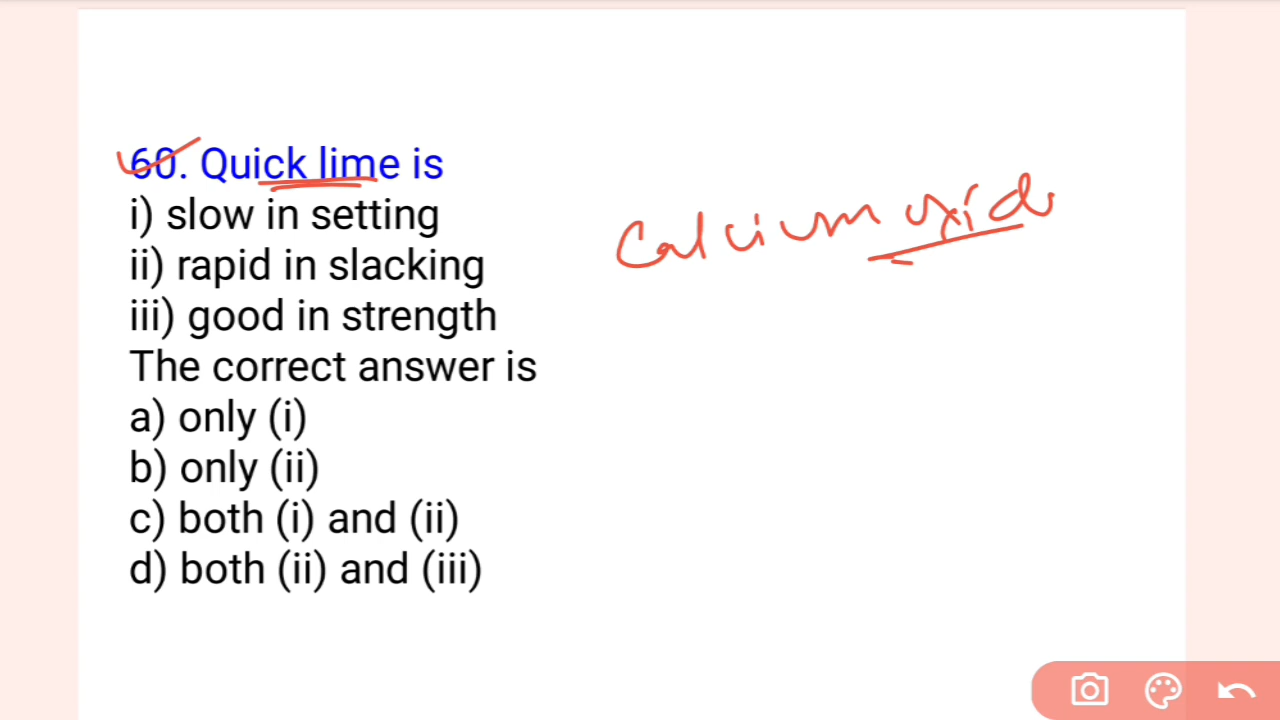 60. Quick lime is
i) slow in setting
ii) rapid in slacking
iii) good in strength
The correct answer is
a) only (i)
b) only (ii)
c) both (i) and (ii)
d) both (ii) and (iii)
Calcium oxide